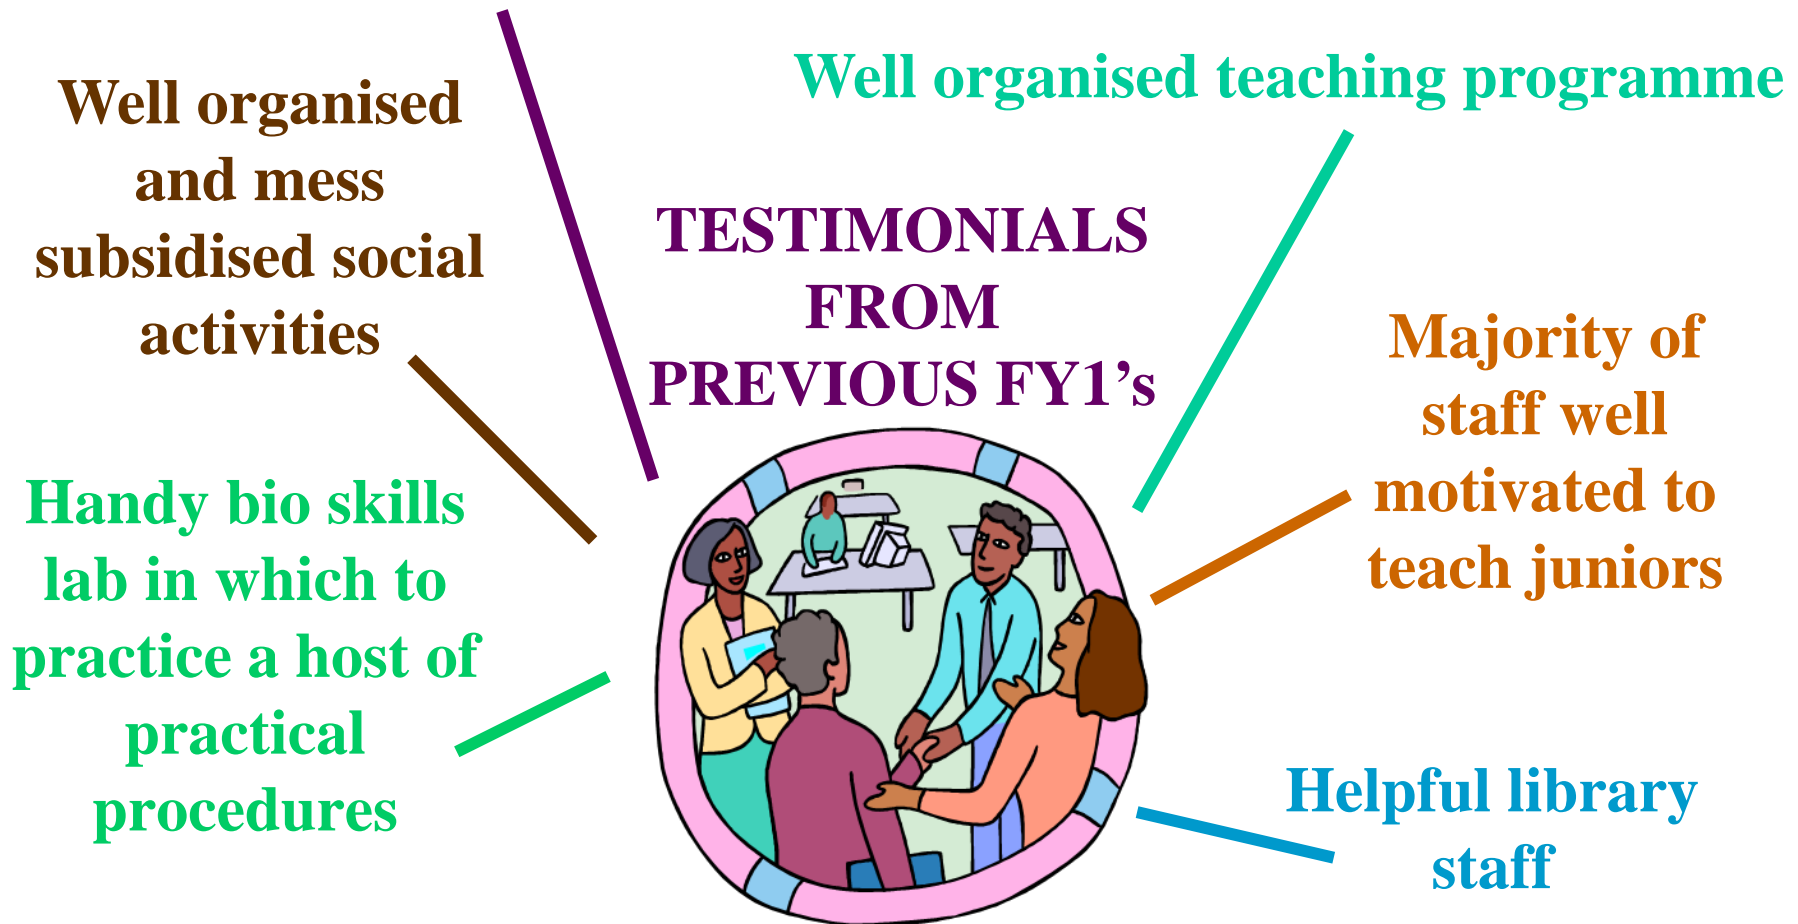 Well organised
and mess
subsidised social
activities
Well organised teaching programme
TESTIMONIALS
FROM
PREVIOUS FY1’s
Majority of
staff well
motivated to
teach juniors
Handy bio skills
lab in which to
practice a host of
practical
procedures
Helpful library
staff